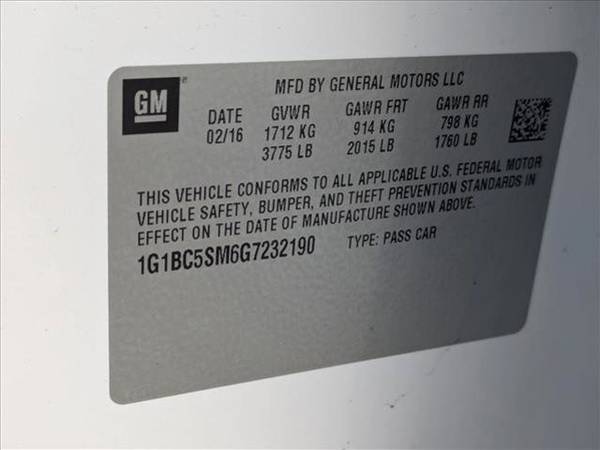 GM
MFD BY GENERAL MOTORS LLC
DATE GVWR GAWR FRT GAWR RR
02/16 1712 KG 914 KG 798 KG
3775 LB 2015 LB 1760 LB
THIS VEHICLE CONFORMS TO ALL APPLICABLE U.S. FEDERAL MOTOR
VEHICLE SAFETY, BUMPER, AND THEFT PREVENTION STANDARDS IN
EFFECT ON THE DATE OF MANUFACTURE SHOWN ABOVE.
1G1BC5SM6G7232190 TYPE: PASS CAR